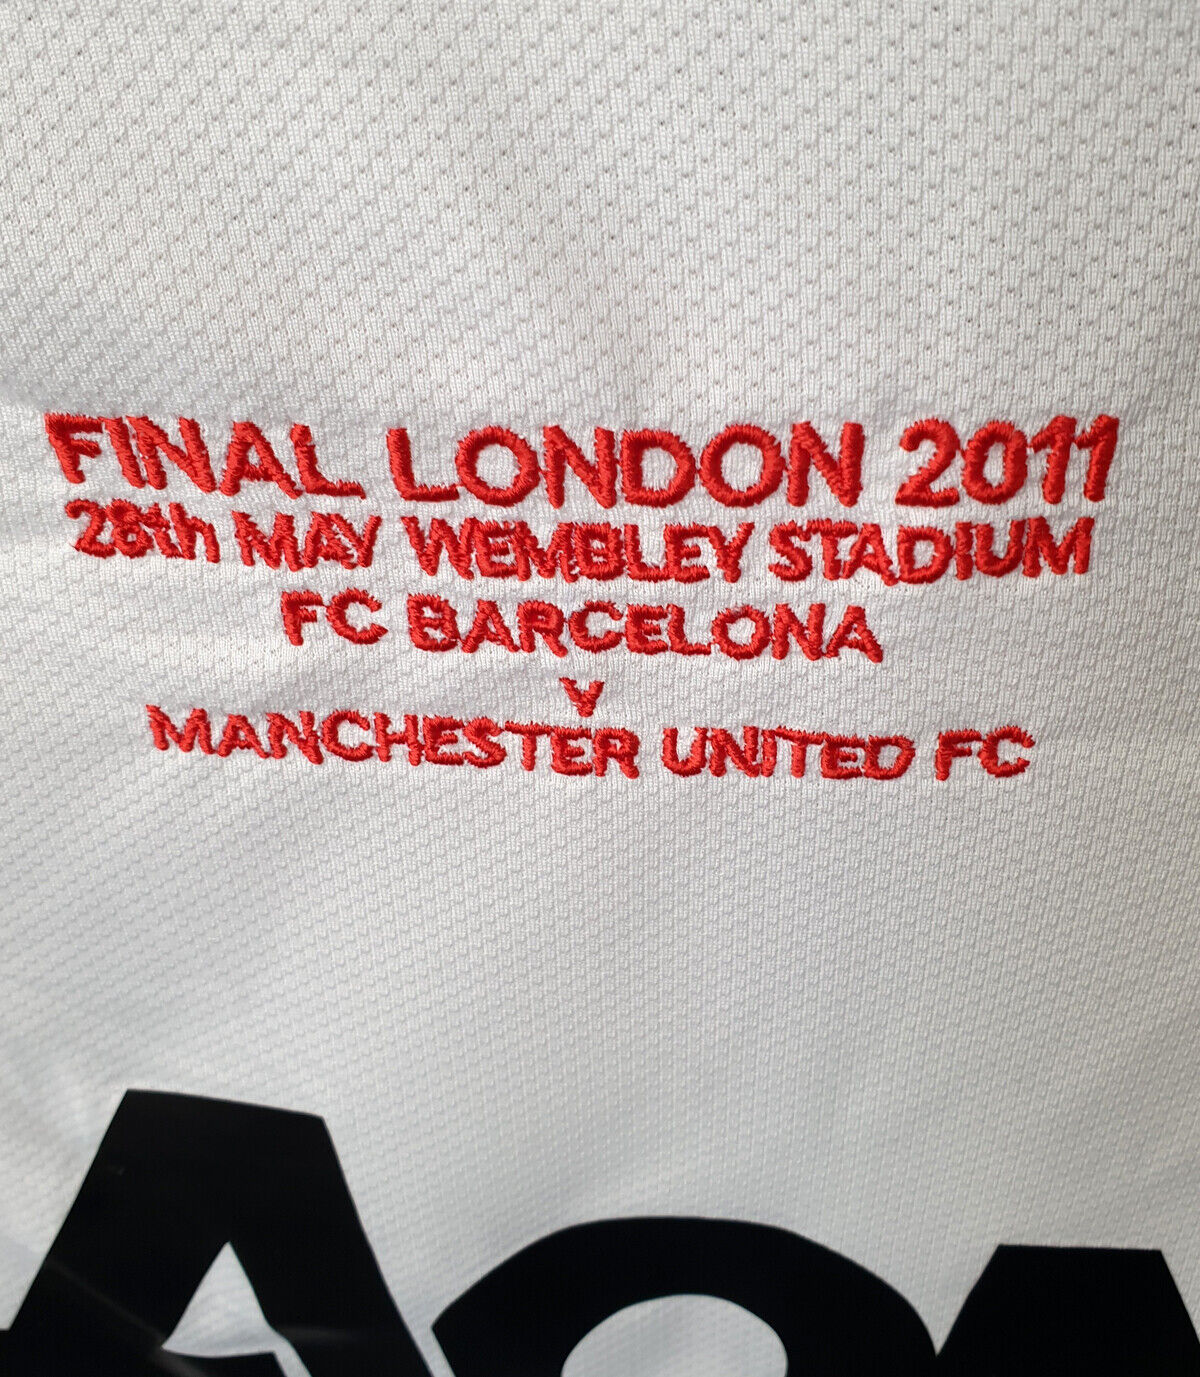 FINAL LONDON 2011
28th MAY WEMBLEY STADIUM
FC BARCELONA
v
MANCHESTER UNITED FC